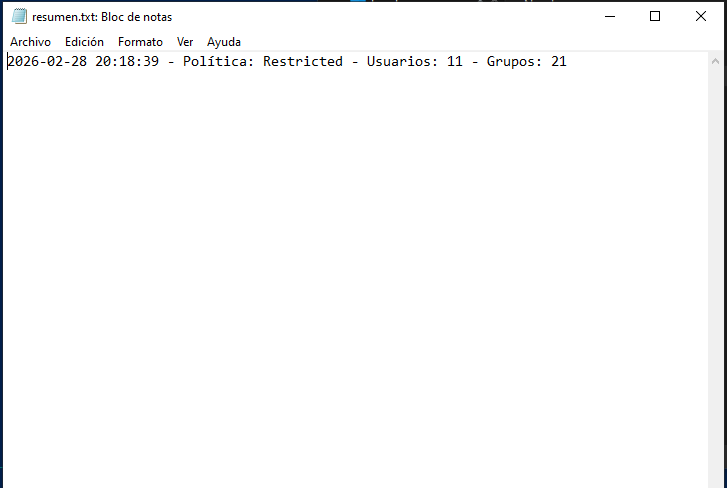 resumen.txt: Bloc de notas
Archivo Edición Formato Ver Ayuda
2026-02-28 20:18:39 - Política: Restricted - Usuarios: 11 - Grupos: 21